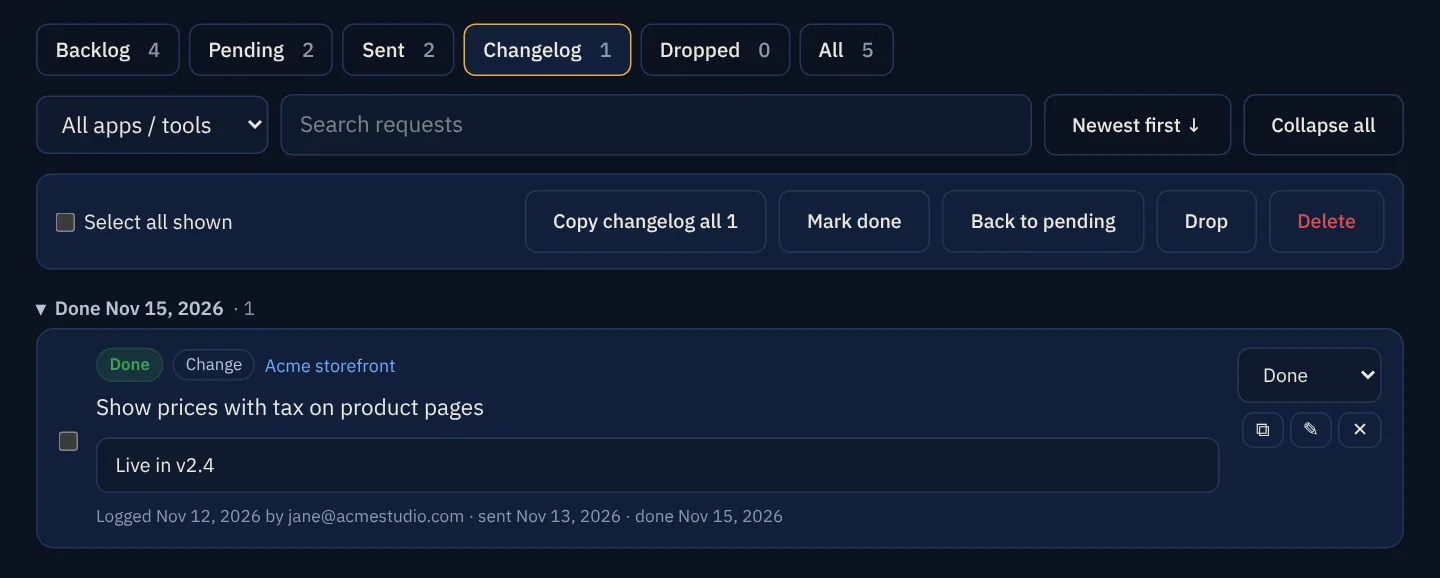 Backlog 4 Pending 2 Sent 2 Changelog 1 Dropped 0 All 5
All apps / tools Search requests Newest first ↓ Collapse all
Select all shown Copy changelog all 1 Mark done Back to pending Drop Delete
▼ Done Nov 15, 2026 · 1
Done Change Acme storefront Done
Show prices with tax on product pages
Live in v2.4
Logged Nov 12, 2026 by jane@acmestudio.com · sent Nov 13, 2026 · done Nov 15, 2026